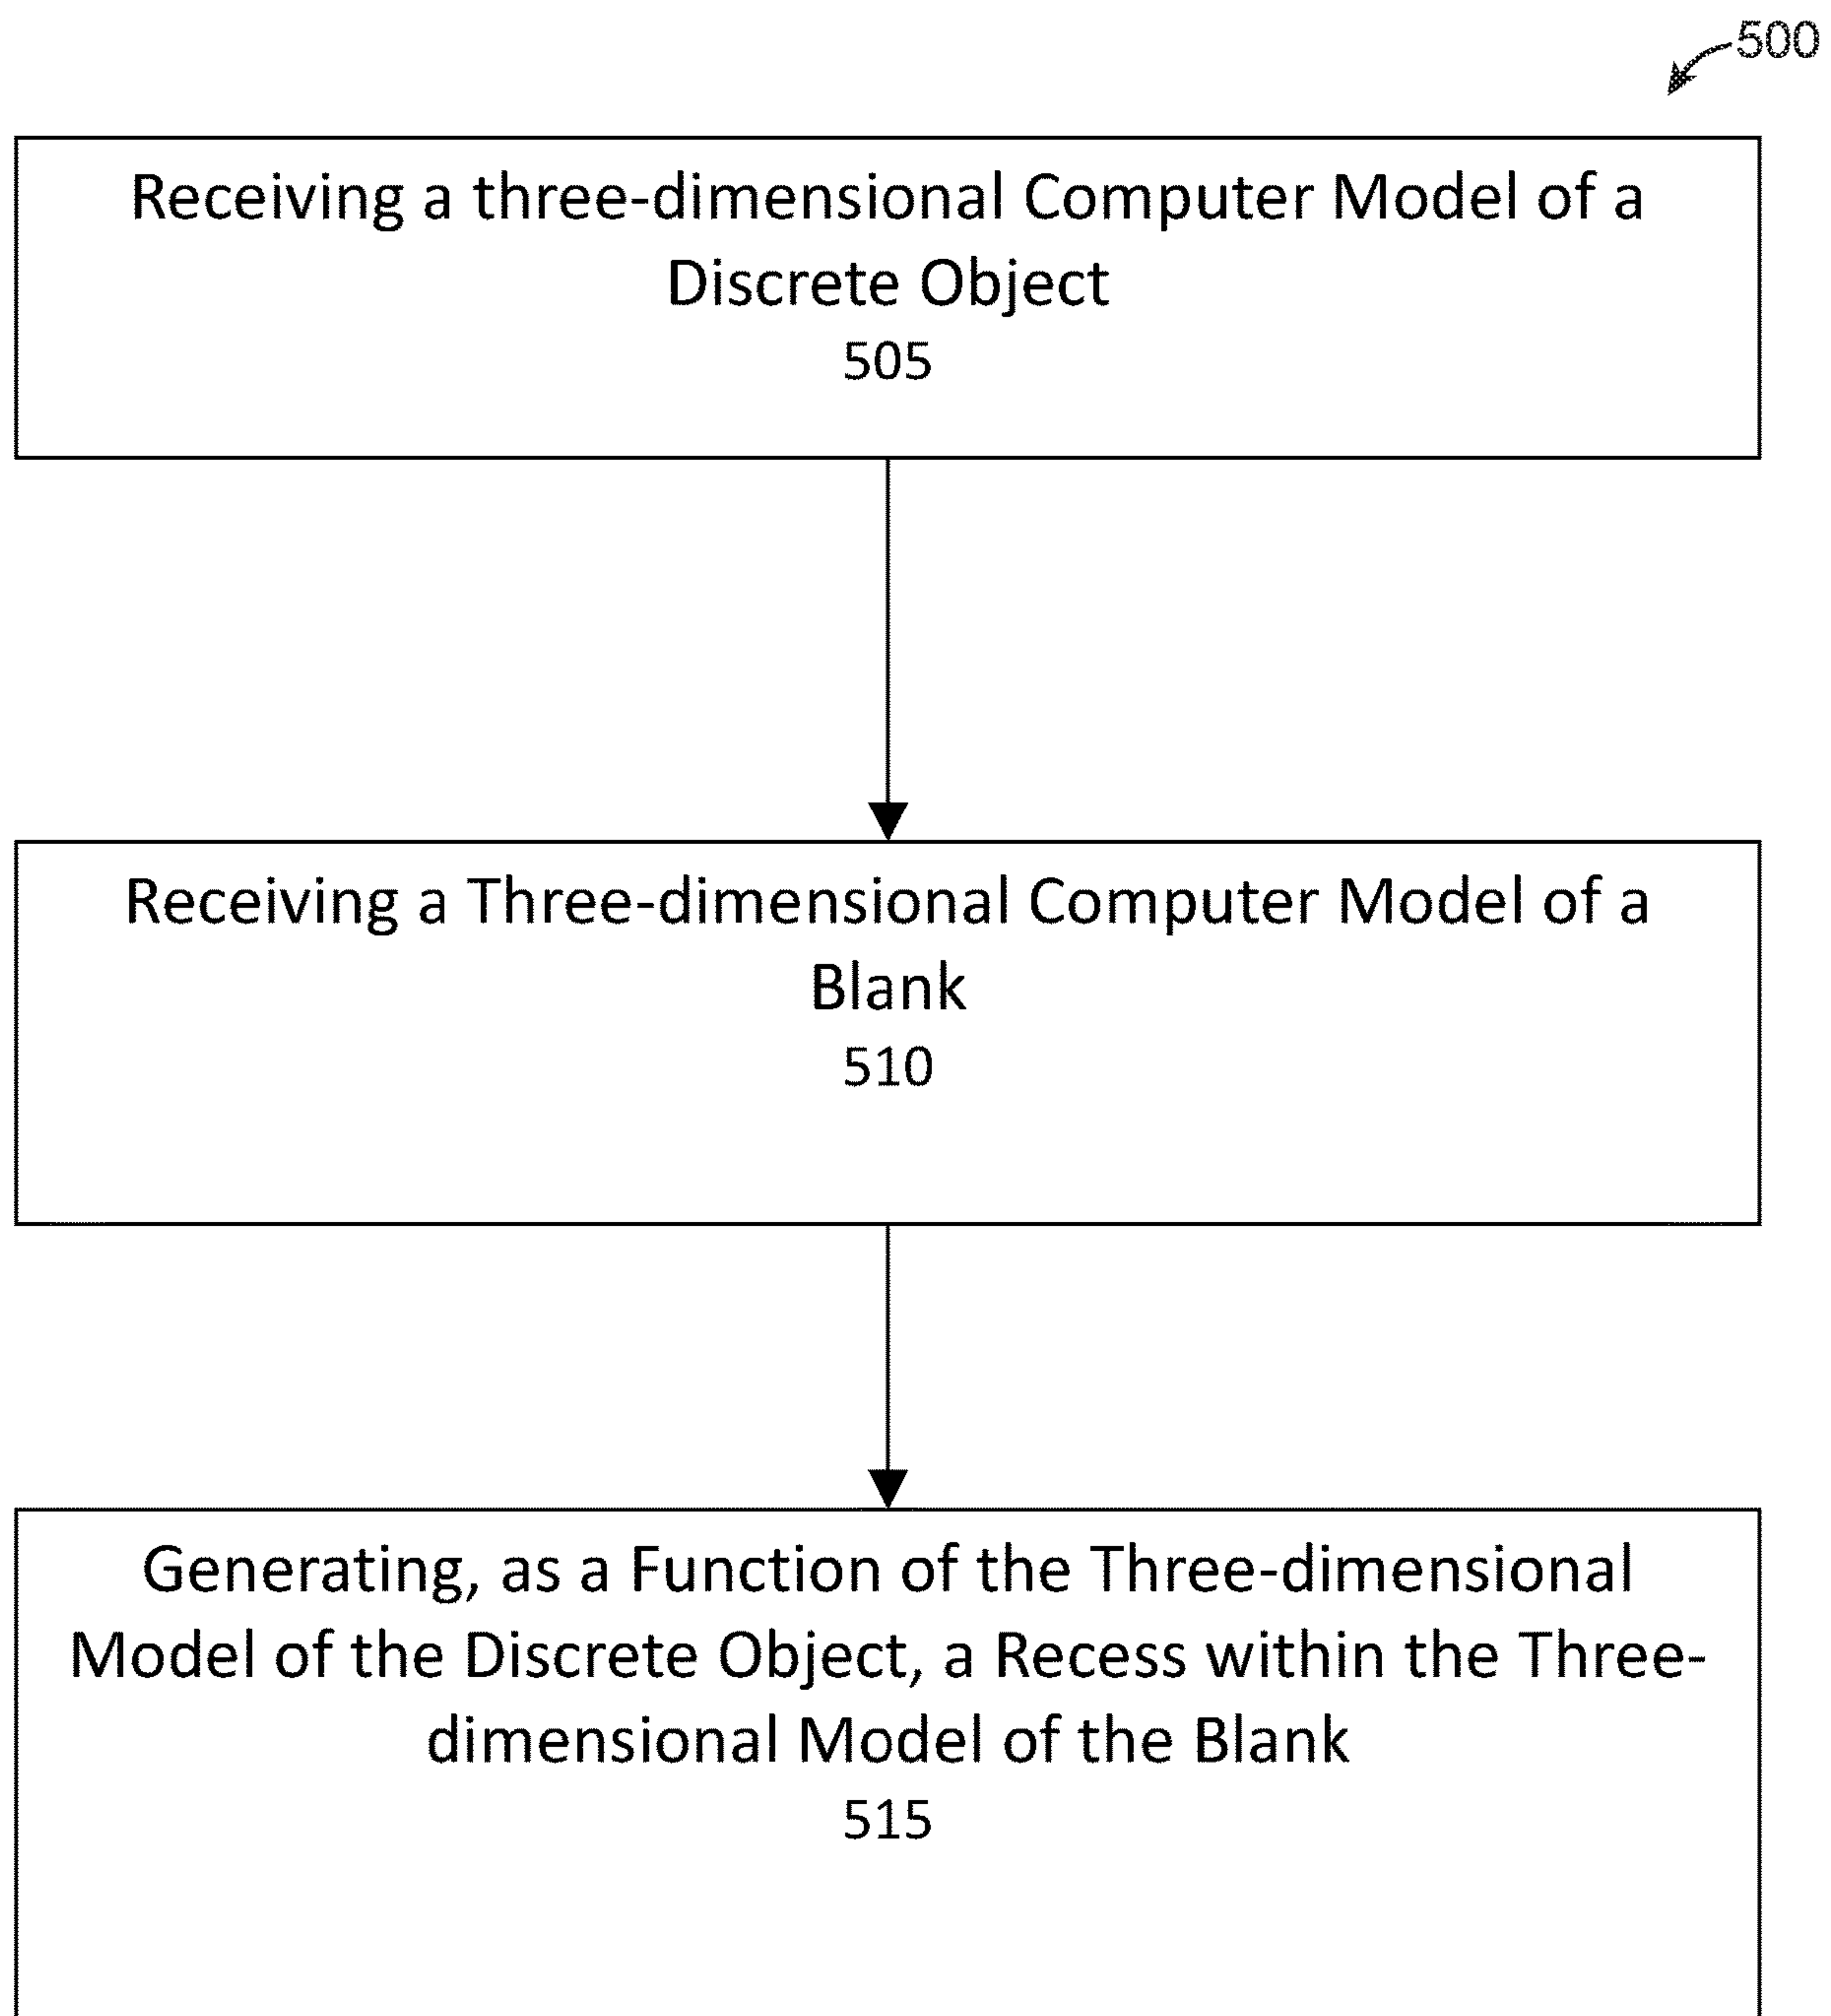 500
Receiving a three-dimensional Computer Model of a
Discrete Object
505
Receiving a Three-dimensional Computer Model of a
Blank
510
Generating, as a Function of the Three-dimensional
Model of the Discrete Object, a Recess within the Three-
dimensional Model of the Blank
515